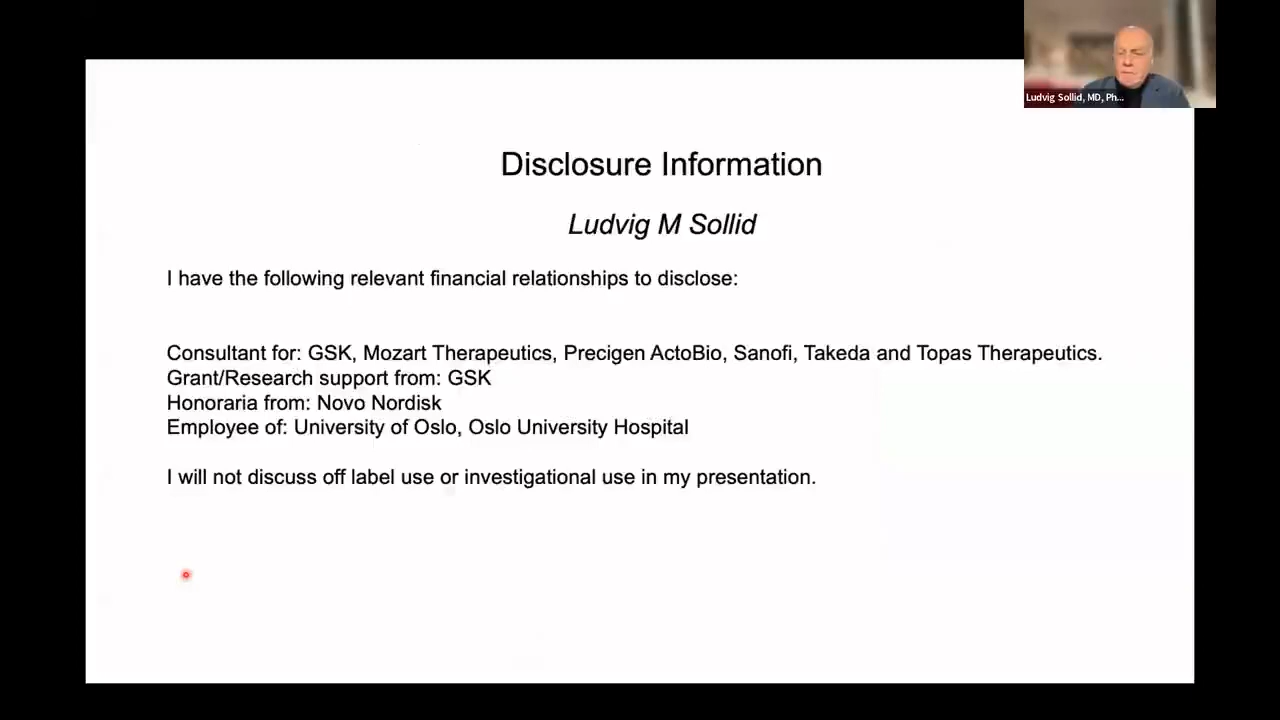 Ludvig Sollid, MD, Ph...
Disclosure Information
Ludvig M Sollid
I have the following relevant financial relationships to disclose:
Consultant for: GSK, Mozart Therapeutics, Precigen ActoBio, Sanofi, Takeda and Topas Therapeutics.
Grant/Research support from: GSK
Honoraria from: Novo Nordisk
Employee of: University of Oslo, Oslo University Hospital
I will not discuss off label use or investigational use in my presentation.